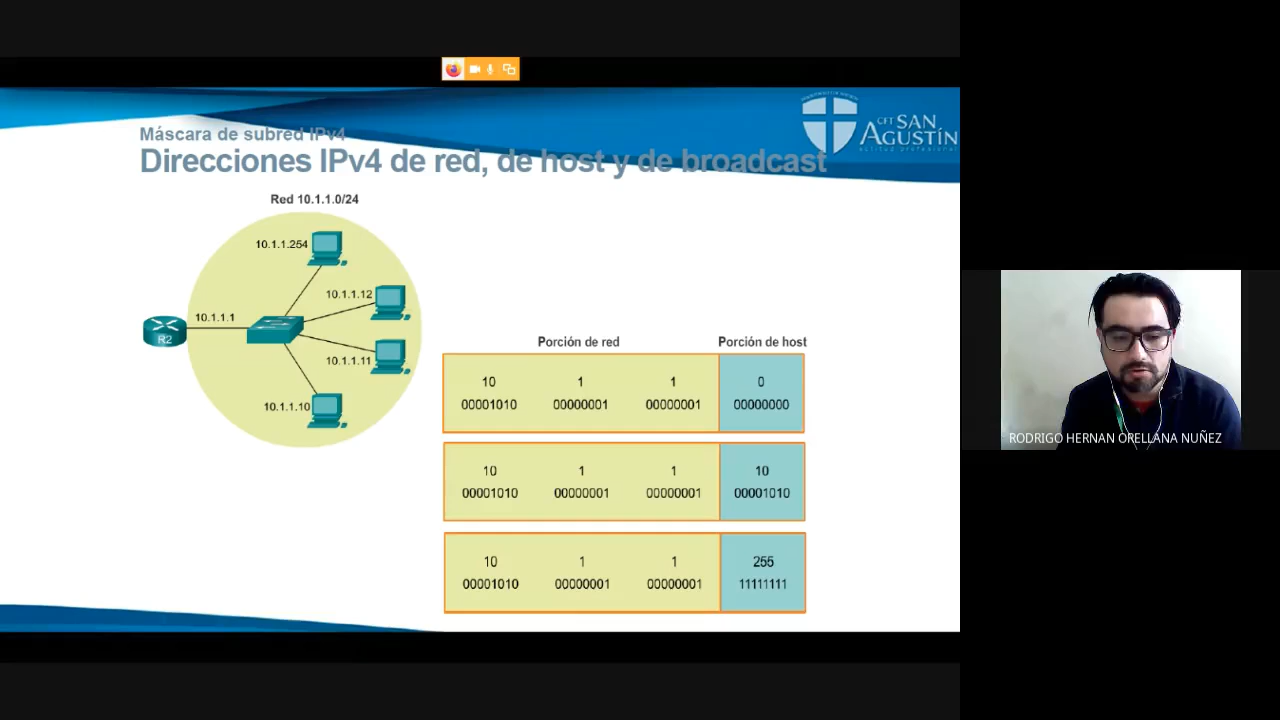 Máscara de subred IPv4
Direcciones IPv4 de red, de host y de broadcast
CFT SAN
AGUSTÍN
actitud profesional
Red 10.1.1.0/24
10.1.1.254
10.1.1.12
10.1.1.1
R2
10.1.1.11
10.1.1.10
Porción de red Porción de host
10 1 1 0
00001010 00000001 00000001 00000000
10 1 1 10
00001010 00000001 00000001 00001010
10 1 1 255
00001010 00000001 00000001 11111111
RODRIGO HERNAN ORELLANA NUÑEZ